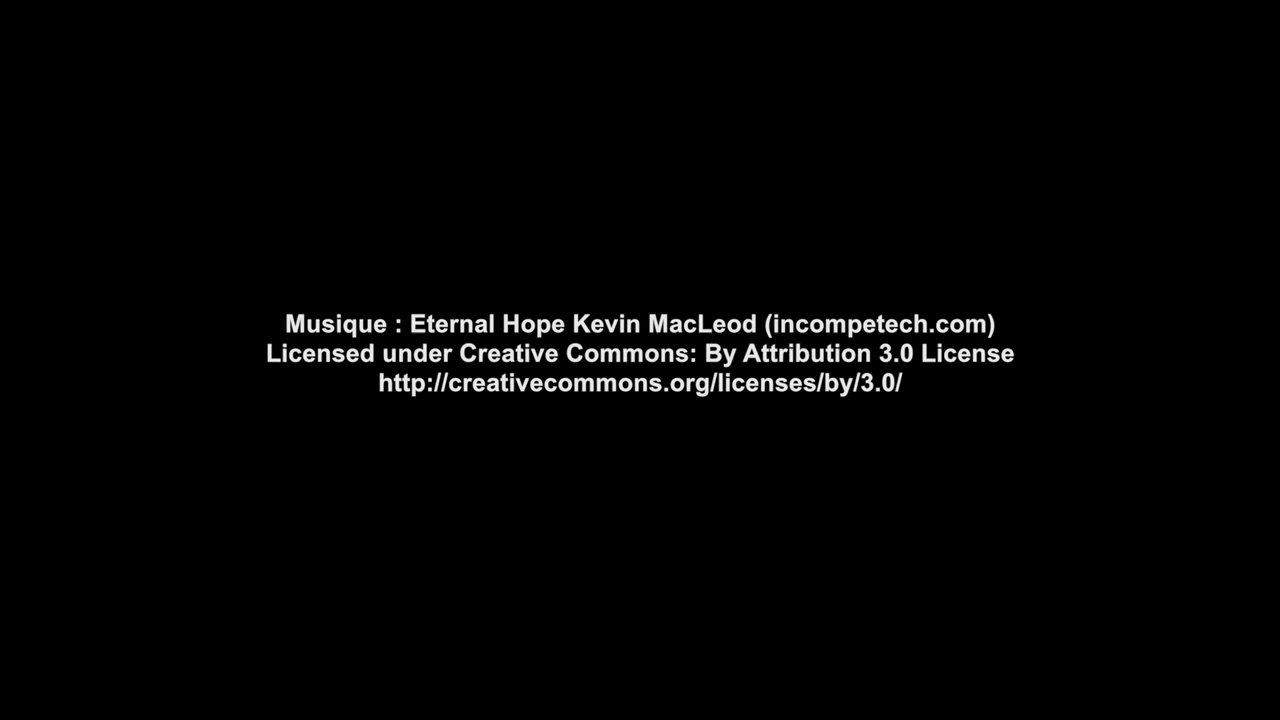 Musique : Eternal Hope Kevin MacLeod (incompetech.com)
Licensed under Creative Commons: By Attribution 3.0 License
http://creativecommons.org/licenses/by/3.0/